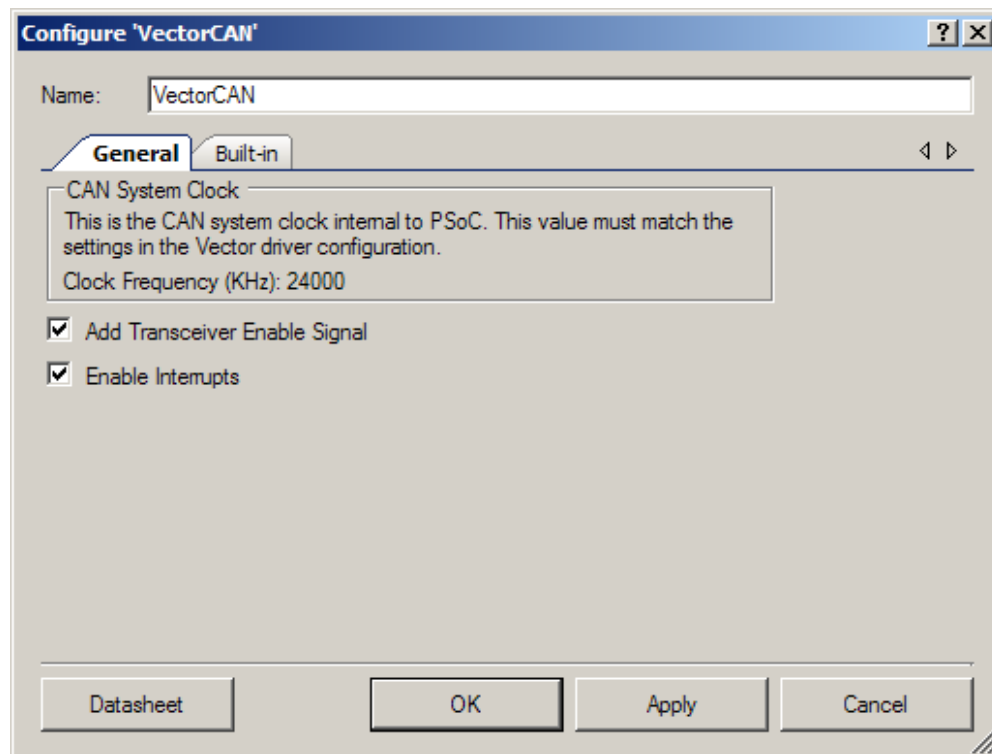 Configure 'VectorCAN'
Name: VectorCAN
General Built-in
CAN System Clock
This is the CAN system clock internal to PSoC. This value must match the
settings in the Vector driver configuration.
Clock Frequency (KHz): 24000
Add Transceiver Enable Signal
Enable Interrupts
Datasheet OK Apply Cancel